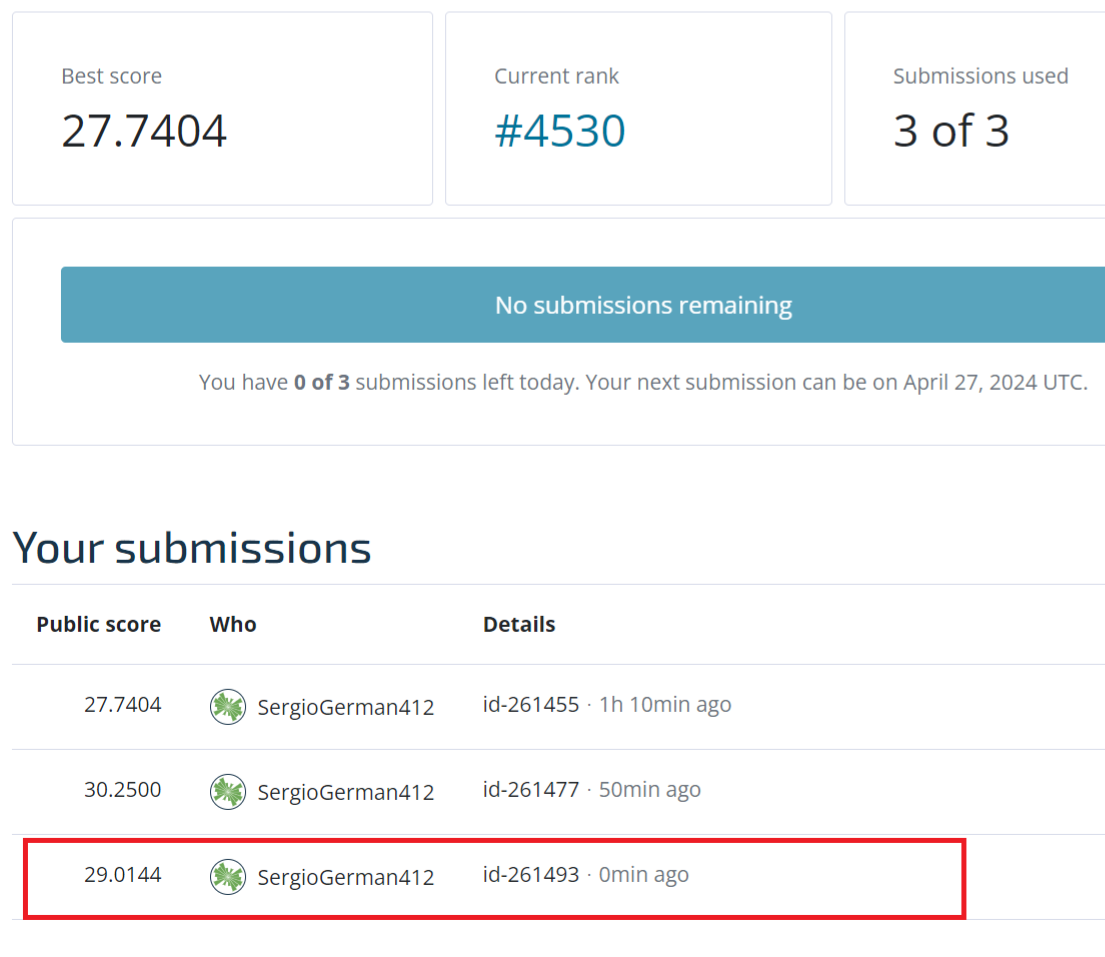 Best score
27.7404
Current rank
#4530
Submissions used
3 of 3
No submissions remaining
You have 0 of 3 submissions left today. Your next submission can be on April 27, 2024 UTC.
Your submissions
Public score Who Details
27.7404 SergioGerman412 id-261455 · 1h 10min ago
30.2500 SergioGerman412 id-261477 · 50min ago
29.0144 SergioGerman412 id-261493 · 0min ago